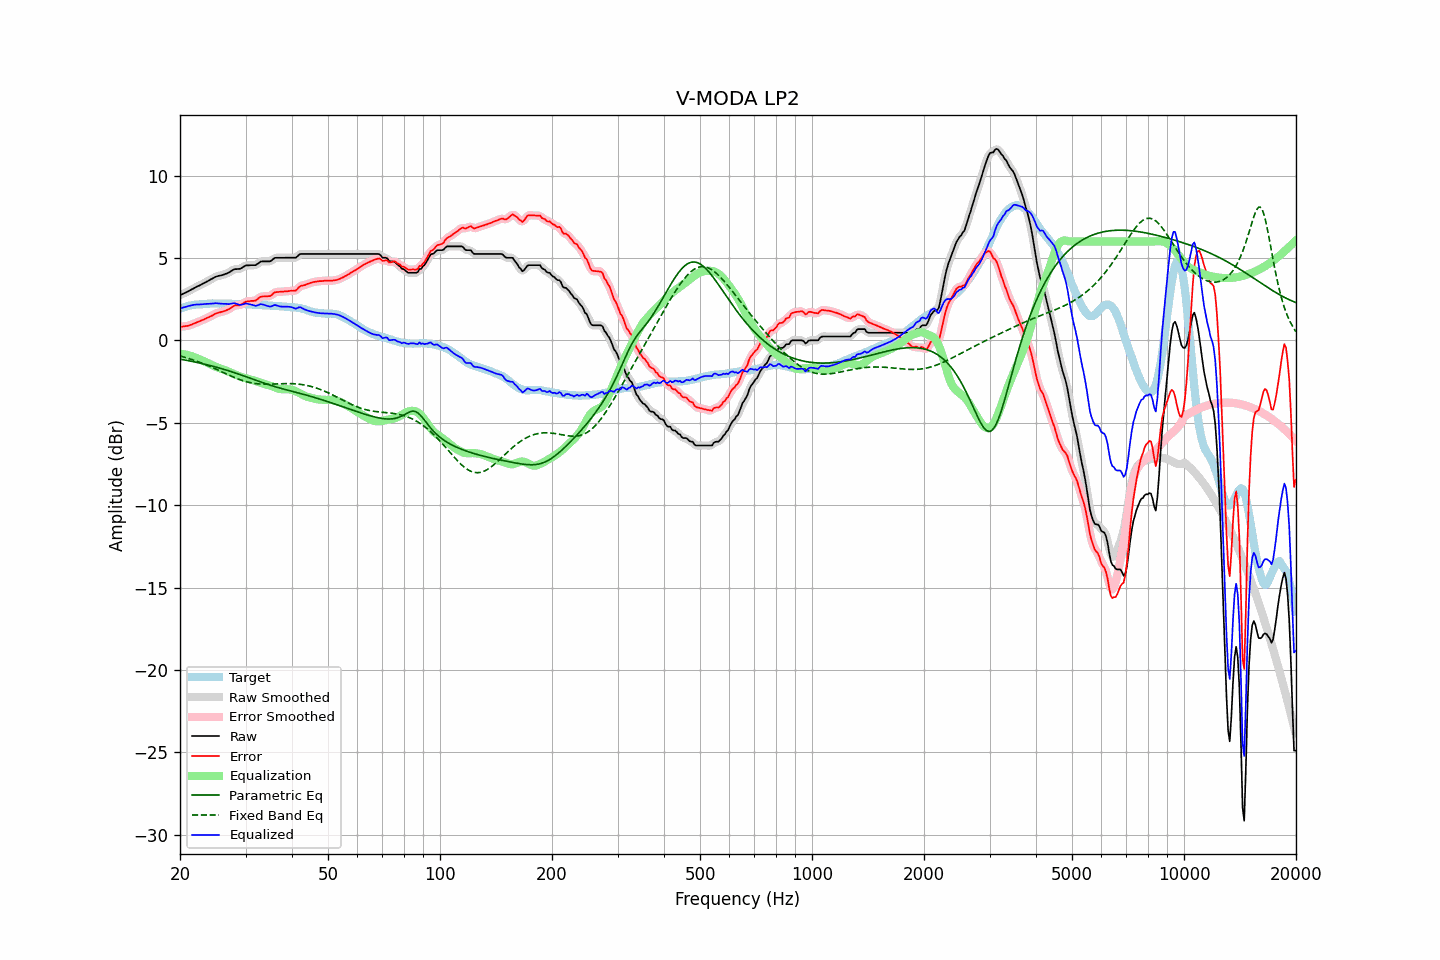 V-MODA LP2
Amplitude (dBr)
10
5
0
−5
−10
−15
−20
−25
−30
Target
Raw Smoothed
Error Smoothed
Raw
Error
Equalization
Parametric Eq
Fixed Band Eq
Equalized
20 50 100 200 500 1000 2000 5000 10000 20000
Frequency (Hz)